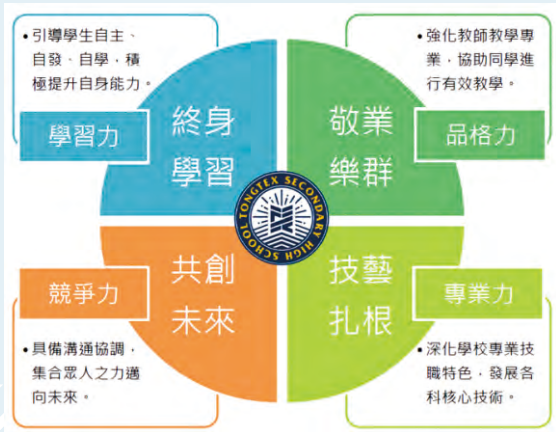 •引導學生自主、
自發、自學，積
極提升自身能力。
學習力
終身
學習
•強化教師教學專
業，協助同學進
行有效教學。
品格力
敬業
樂群
TONGTEX SECONDARY HIGH SCHOOL
競爭力
共創
未來
•具備溝通協調，
集合眾人之力邁
向未來。
專業力
技藝
扎根
•深化學校專業技
職特色，發展各
科核心技術。